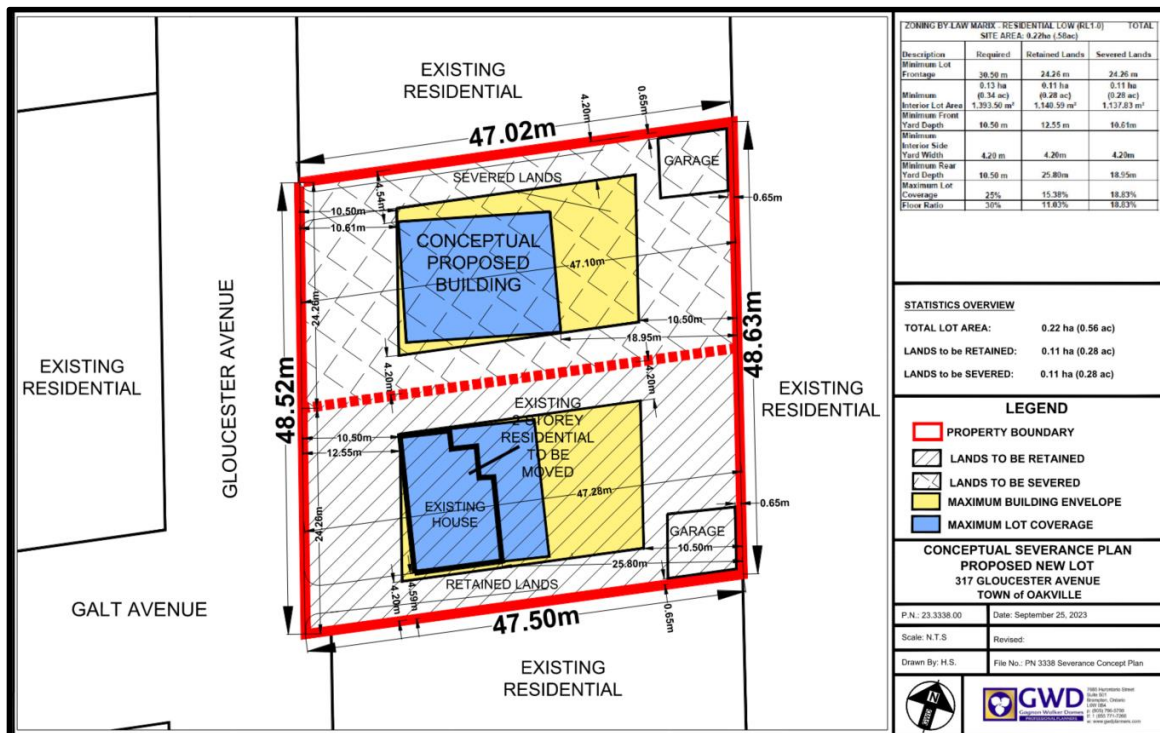 EXISTING
RESIDENTIAL
4.20m
0.65m
47.02m
GARAGE
SEVERED LANDS
4.54m
10.50m
10.61m
0.65m
CONCEPTUAL
PROPOSED
BUILDING
47.10m
24.26m
10.50m
18.95m
4.20m
4.20m
GLOUCESTER AVENUE
48.52m
48.63m
EXISTING
RESIDENTIAL
EXISTING
RESIDENTIAL
EXISTING
2 STOREY
RESIDENTIAL
TO BE
MOVED
10.50m
12.55m
47.28m
EXISTING
HOUSE
24.26m
0.65m
GARAGE
10.50m
25.80m
RETAINED LANDS
4.20m
4.59m
0.65m
47.50m
GALT AVENUE
EXISTING
RESIDENTIAL
ZONING BY-LAW MARIX - RESIDENTIAL LOW (RL1-0) TOTAL
SITE AREA: 0.22ha (.58ac)
Description Required Retained Lands Severed Lands
Minimum Lot
Frontage 30.50 m 24.26 m 24.26 m
0.13 ha 0.11 ha 0.11 ha
Minimum (0.34 ac) (0.28 ac) (0.28 ac)
Interior Lot Area 1,393.50 m² 1,140.59 m² 1,137.83 m²
Minimum Front
Yard Depth 10.50 m 12.55 m 10.61m
Minimum
Interior Side
Yard Width 4.20 m 4.20m 4.20m
Minimum Rear
Yard Depth 10.50 m 25.80m 18.95m
Maximum Lot
Coverage 25% 15.38% 18.83%
Floor Ratio 30% 11.03% 18.83%
STATISTICS OVERVIEW
TOTAL LOT AREA: 0.22 ha (0.56 ac)
LANDS to be RETAINED: 0.11 ha (0.28 ac)
LANDS to be SEVERED: 0.11 ha (0.28 ac)
LEGEND
PROPERTY BOUNDARY
LANDS TO BE RETAINED
LANDS TO BE SEVERED
MAXIMUM BUILDING ENVELOPE
MAXIMUM LOT COVERAGE
CONCEPTUAL SEVERANCE PLAN
PROPOSED NEW LOT
317 GLOUCESTER AVENUE
TOWN of OAKVILLE
P.N.: 23.3338.00 Date: September 25, 2023
Scale: N.T.S Revised:
Drawn By: H.S. File No.: PN 3338 Severance Concept Plan
N
GWD
Gagnon Walker Domes
PROFESSIONAL PLANNERS